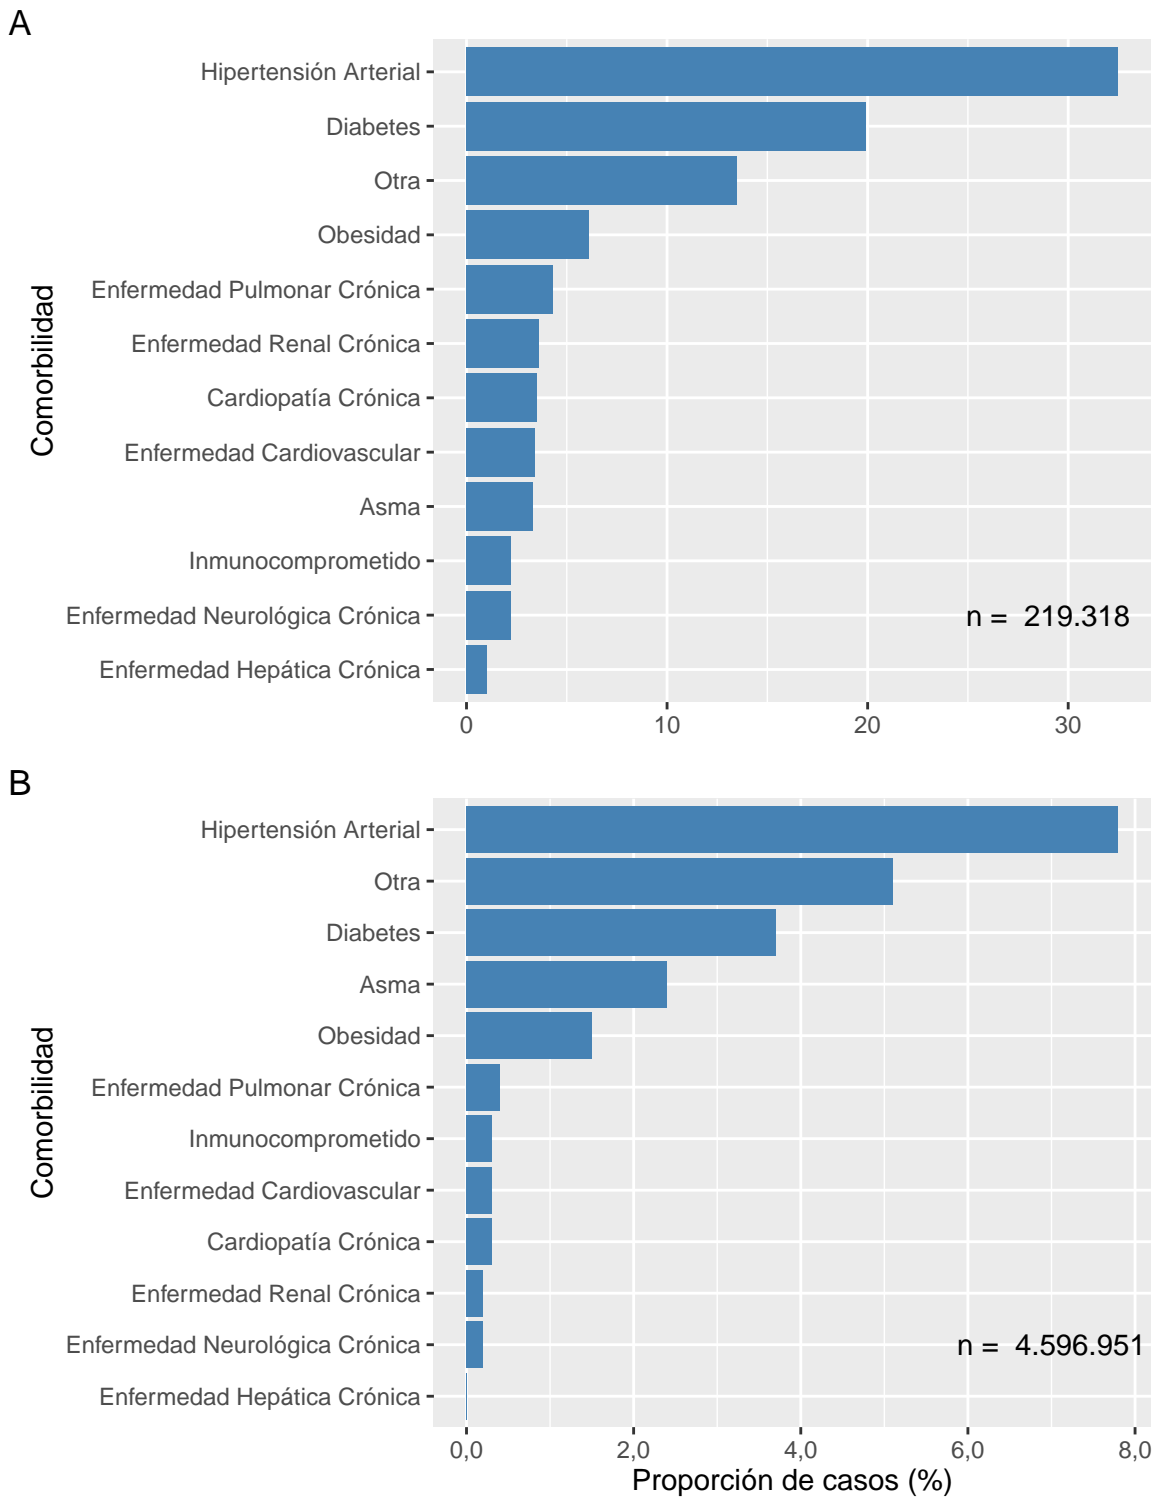 A
Hipertensión Arterial
Diabetes
Otra
Obesidad
Enfermedad Pulmonar Crónica
Enfermedad Renal Crónica
Cardiopatía Crónica
Enfermedad Cardiovascular
Asma
Inmunocomprometido
Enfermedad Neurológica Crónica
Enfermedad Hepática Crónica
Comorbilidad
n = 219.318
0 10 20 30
B
Hipertensión Arterial
Otra
Diabetes
Asma
Obesidad
Enfermedad Pulmonar Crónica
Inmunocomprometido
Enfermedad Cardiovascular
Cardiopatía Crónica
Enfermedad Renal Crónica
Enfermedad Neurológica Crónica
Enfermedad Hepática Crónica
Comorbilidad
n = 4.596.951
0,0 2,0 4,0 6,0 8,0
Proporción de casos (%)